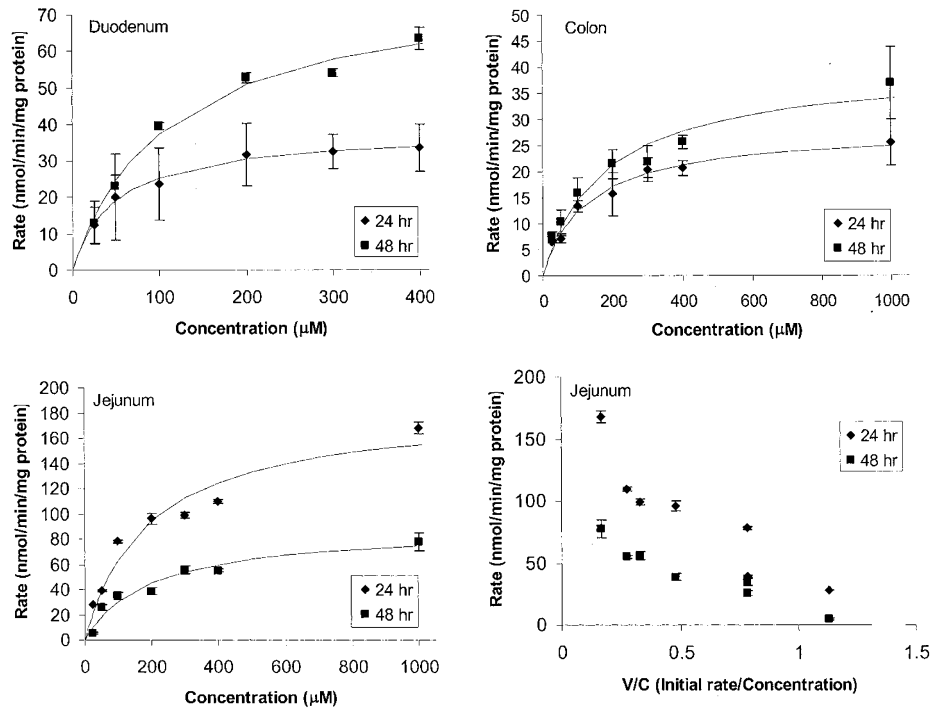 Duodenum
Rate (nmol/min/mg protein)
70
60
50
40
30
20
10
0
0 100 200 300 400
Concentration (µM)
24 hr
48 hr
Colon
Rate (nmol/min/mg protein)
50
45
40
35
30
25
20
15
10
5
0
0 200 400 600 800 1000
Concentration (µM)
24 hr
48 hr
Jejunum
Rate (nmol/min/mg protein)
200
180
160
140
120
100
80
60
40
20
0
0 200 400 600 800 1000
Concentration (µM)
24 hr
48 hr
Jejunum
Rate (nmol/min/mg protein)
200
150
100
50
0
0 0.5 1 1.5
V/C (Initial rate/Concentration)
24 hr
48 hr